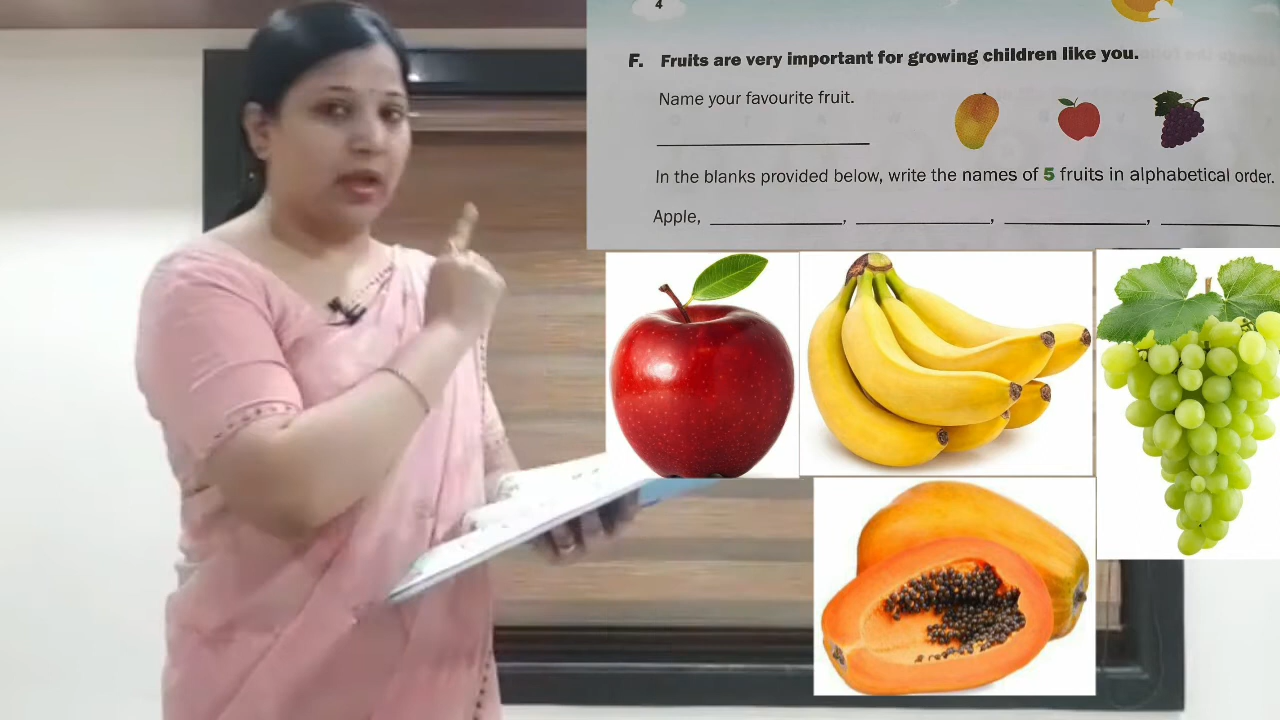 4
F. Fruits are very important for growing children like you.
Name your favourite fruit.
In the blanks provided below, write the names of 5 fruits in alphabetical order.
Apple, ____________, ____________, ____________, ____________